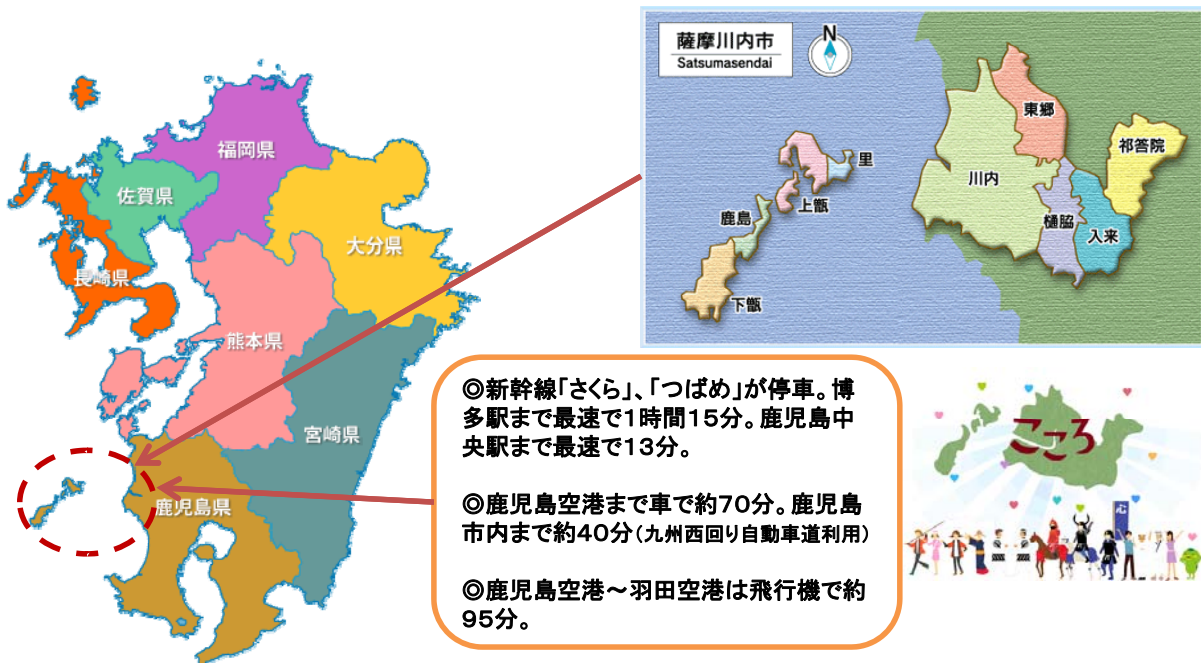 福岡県
佐賀県
長崎県
大分県
熊本県
宮崎県
鹿児島県
薩摩川内市
Satsumasendai
N
東郷
祁答院
里
川内
上甑
鹿島
樋脇
入来
下甑
◎新幹線「さくら」、「つばめ」が停車。博
多駅まで最速で1時間15分。鹿児島中
央駅まで最速で13分。
◎鹿児島空港まで車で約70分。鹿児島
市内まで約40分(九州西回り自動車道利用)
◎鹿児島空港～羽田空港は飛行機で約
95分。
こころ
心